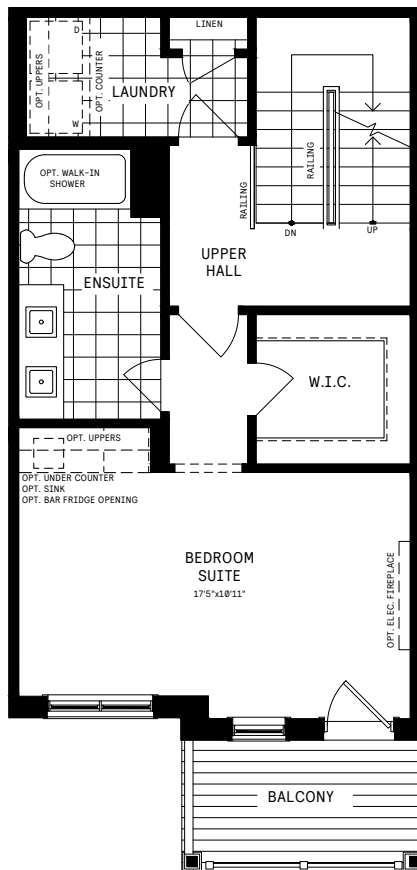 LINEN
D
OPT. UPPERS
OPT. COUNTER
LAUNDRY
W
OPT. WALK-IN
SHOWER
RAILING
RAILING
DN
UP
UPPER
HALL
ENSUITE
W.I.C.
OPT. UPPERS
OPT. UNDER COUNTER
OPT. SINK
OPT. BAR FRIDGE OPENING
BEDROOM
SUITE
17'5"x10'11"
OPT. ELEC. FIREPLACE
BALCONY